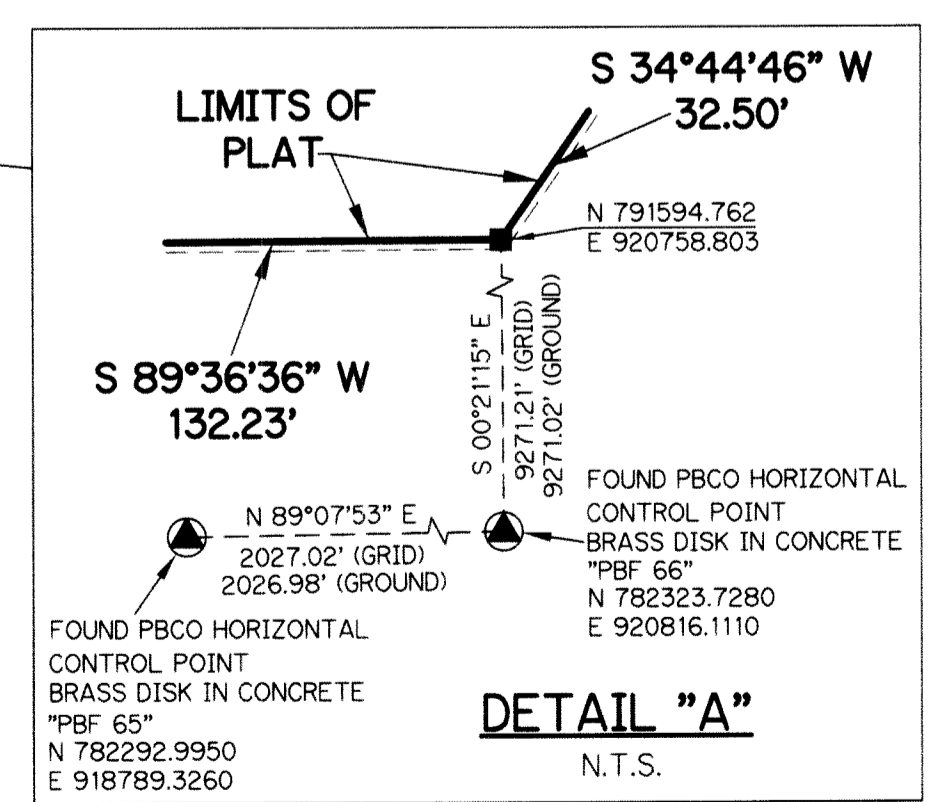 S 34°44'46" W
32.50'
LIMITS OF
PLAT
N 791594.762
E 920758.803
S 89°36'36" W
132.23'
S 00°21'15" E
9271.21' (GRID)
9271.02' (GROUND)
N 89°07'53" E
2027.02' (GRID)
2026.98' (GROUND)
FOUND PBCO HORIZONTAL
CONTROL POINT
BRASS DISK IN CONCRETE
"PBF 66"
N 782323.7280
E 920816.1110
FOUND PBCO HORIZONTAL
CONTROL POINT
BRASS DISK IN CONCRETE
"PBF 65"
N 782292.9950
E 918789.3260
DETAIL "A"
N.T.S.